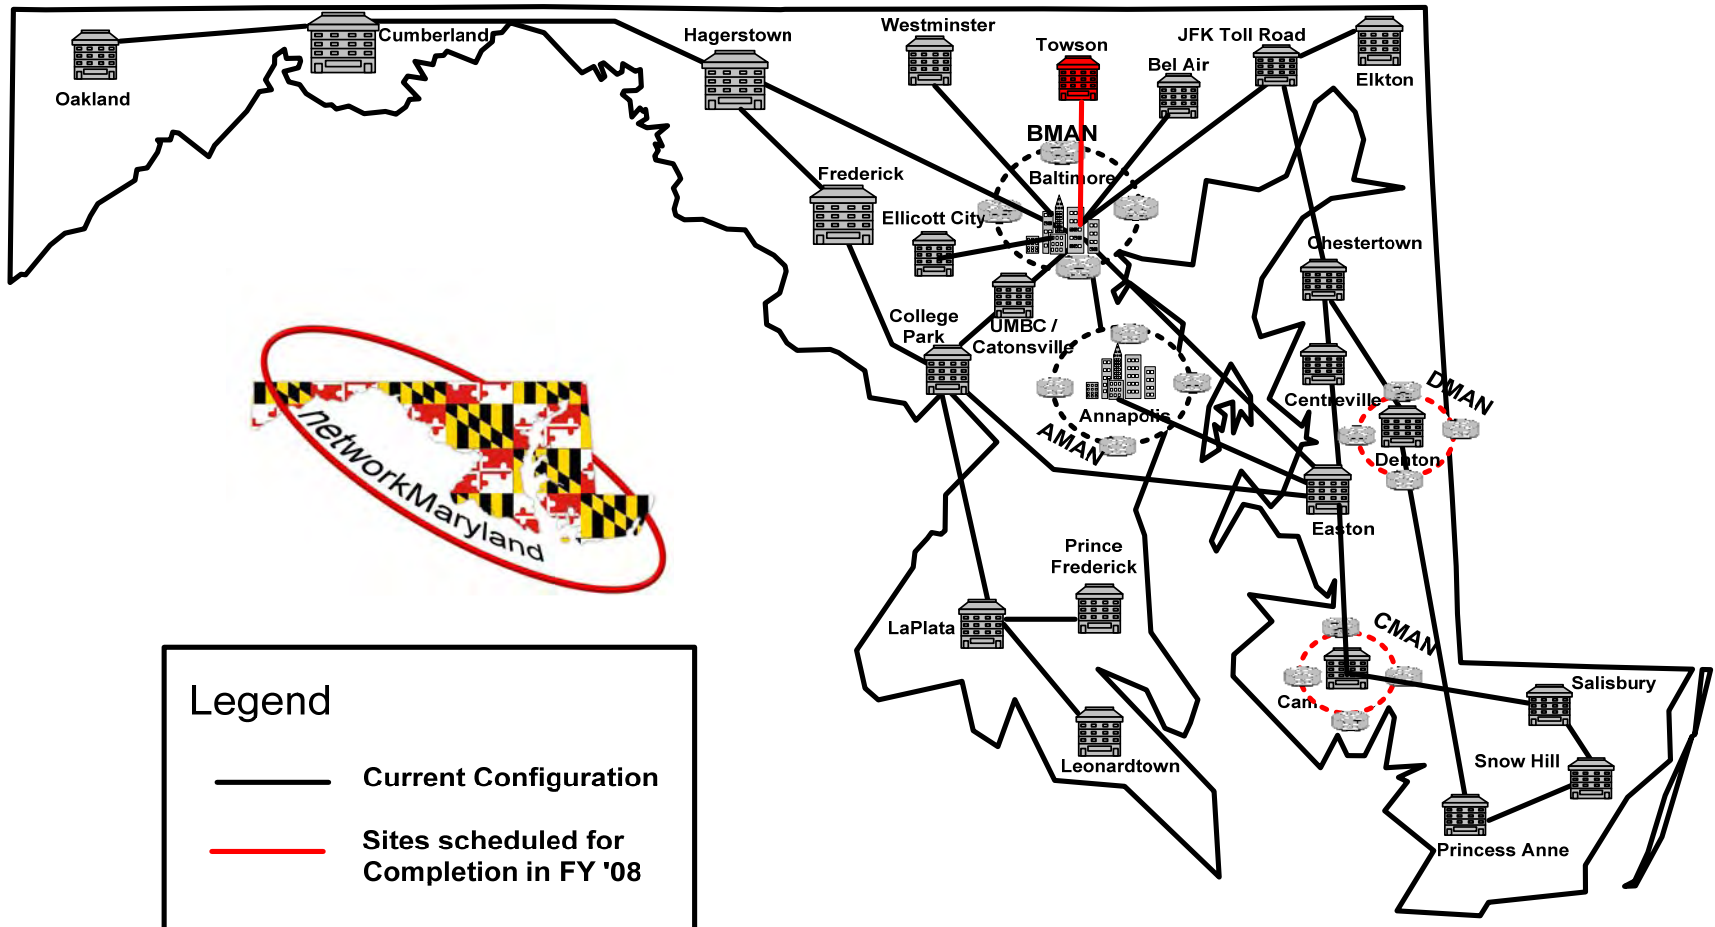 Westminster
Hagerstown
Cumberland
Oakland
Towson
JFK Toll Road
Bel Air
Elkton
BMAN
Baltimore
Frederick
Ellicott City
Chestertown
College
Park
UMBC /
Catonsville
Centreville
DMAN
Annapolis
AMAN
Denton
Easton
networkMaryland
Prince
Frederick
LaPlata
CMAN
Cam
Salisbury
Leonardtown
Snow Hill
Princess Anne
Legend
Current Configuration
Sites scheduled for
Completion in FY '08